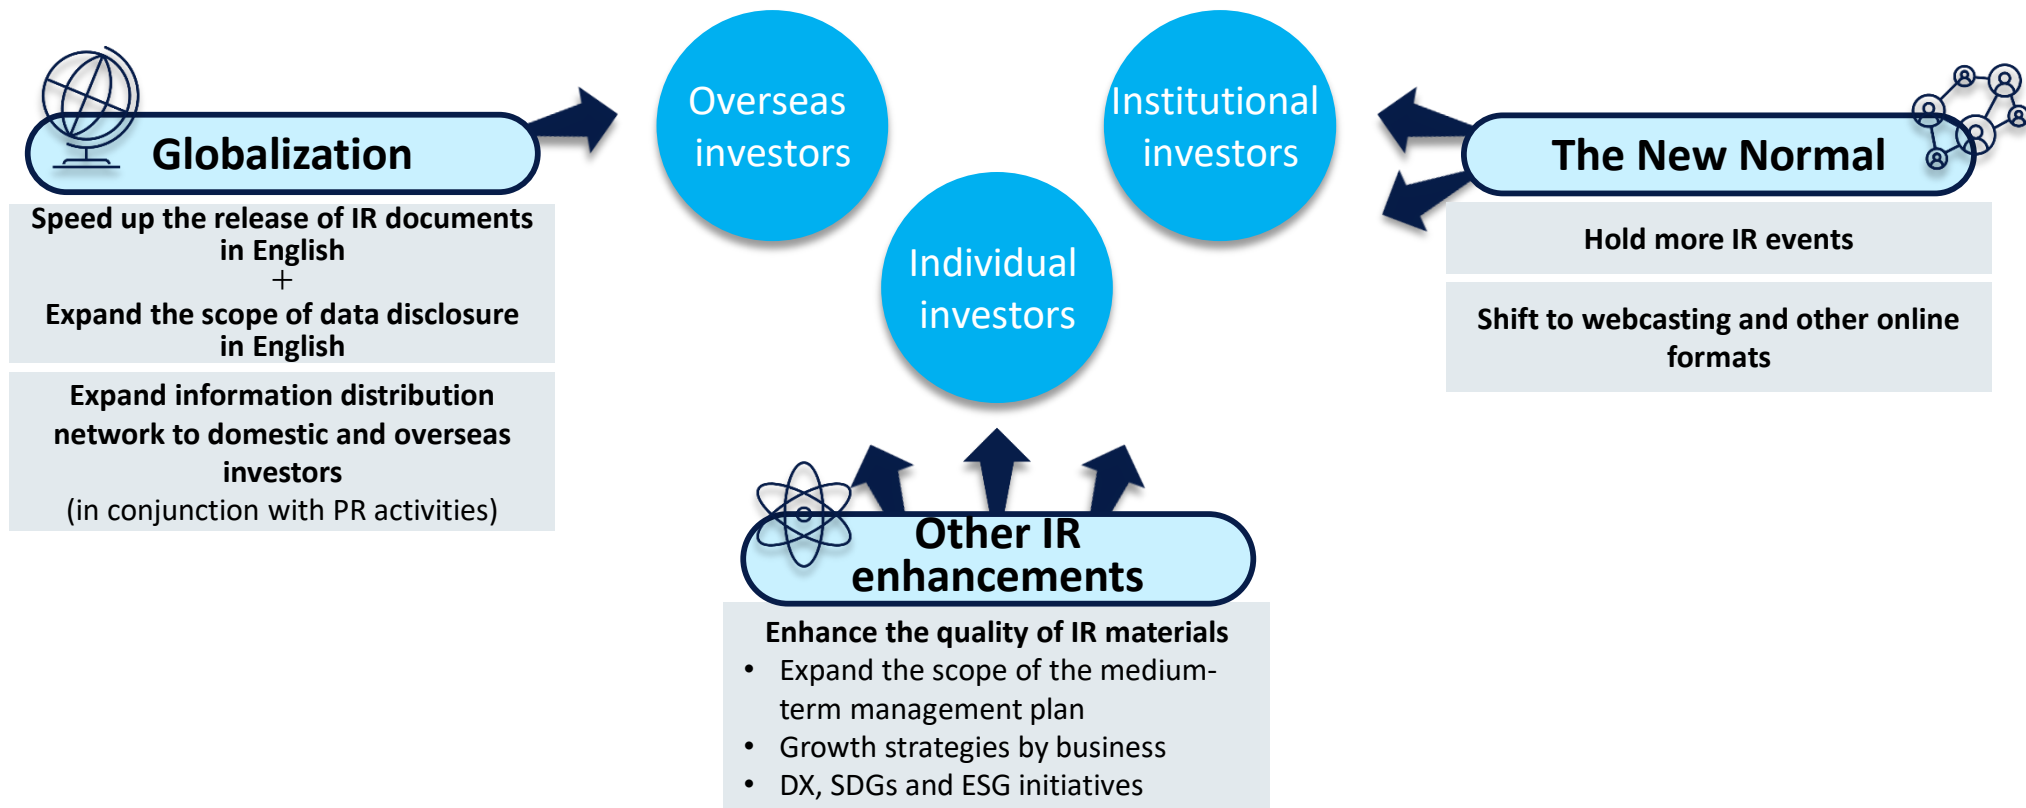 Globalization
Speed up the release of IR documents
in English
+
Expand the scope of data disclosure
in English
Expand information distribution
network to domestic and overseas
investors
(in conjunction with PR activities)
Overseas
investors
Institutional
investors
Individual
investors
The New Normal
Hold more IR events
Shift to webcasting and other online
formats
Other IR
enhancements
Enhance the quality of IR materials
• Expand the scope of the medium-
term management plan
• Growth strategies by business
• DX, SDGs and ESG initiatives